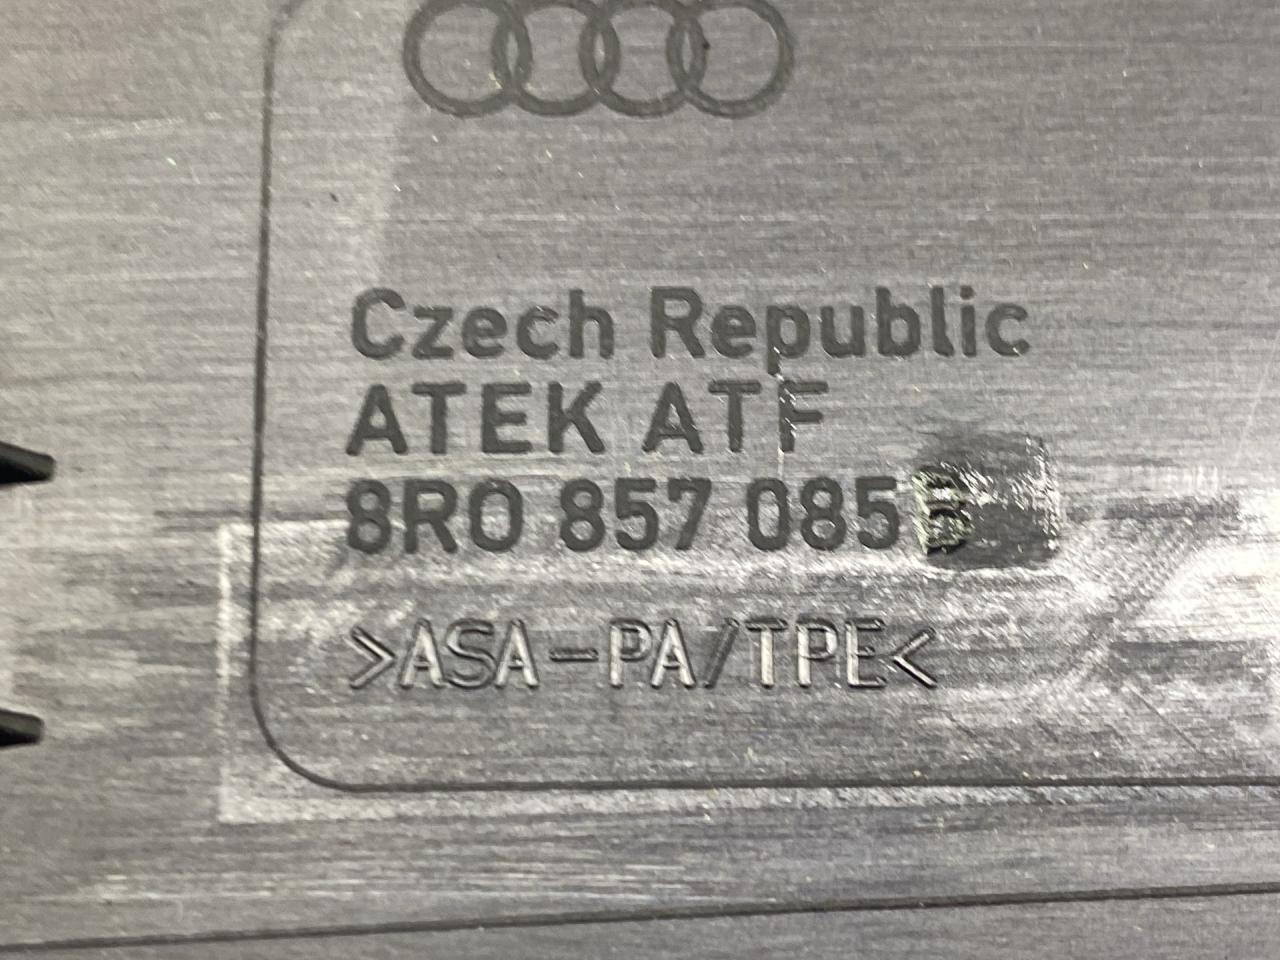 Czech Republic
ATEK ATF
8R0 857 085 B
>ASA-PA/TPE<